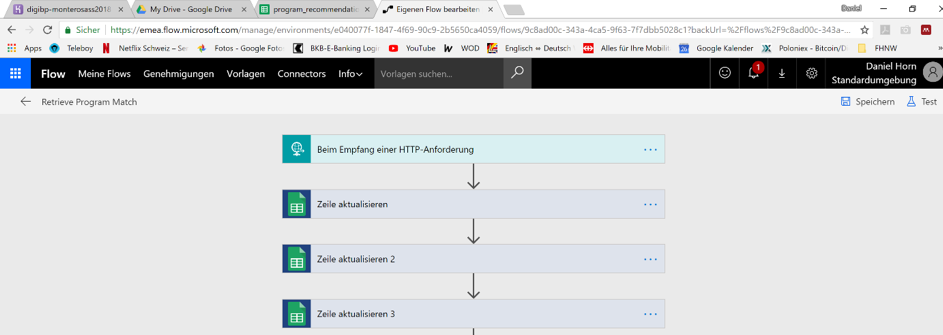 digibp-monterosass2018
My Drive - Google Drive
program_recommendatio
Eigenen Flow bearbeiten
Daniel
Sicher
https://emea.flow.microsoft.com/manage/environments/e040077f-1847-4f69-90c9-2b5650ca4059/flows/9c8ad00c-343a-4ca5-9f63-7f7dbb5028c1?backUrl=%2Fflows%2F9c8ad00c-343a-...
Apps Teleboy Netflix Schweiz – Se Fotos - Google Foto BKB-E-Banking Logi YouTube WOD Englisch ⇔ Deutsch Alles für Ihre Mobilit Google Kalender Poloniex - Bitcoin/D FHNW »
Flow Meine Flows Genehmigungen Vorlagen Connectors Info Vorlagen suchen... 1 Daniel Horn
Standardumgebung
Retrieve Program Match Speichern Test
Beim Empfang einer HTTP-Anforderung ...
Zeile aktualisieren ...
Zeile aktualisieren 2 ...
Zeile aktualisieren 3 ...